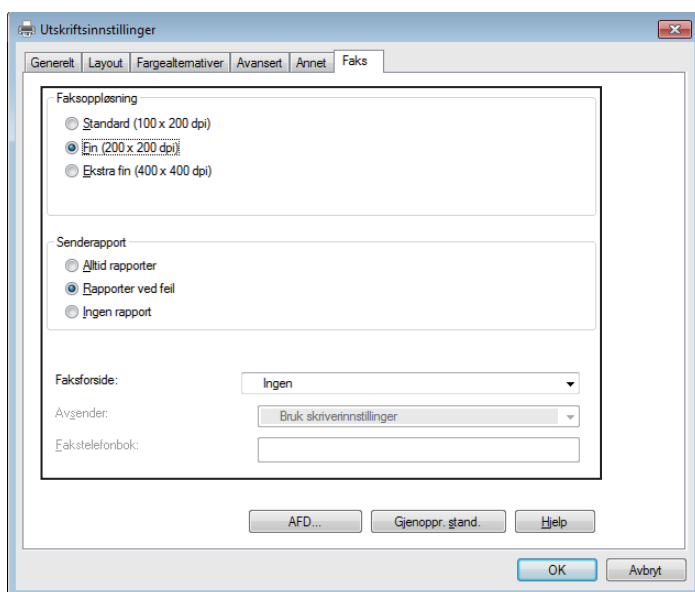 Utskriftsinnstillinger
Generelt Layout Fargealternativer Avansert Annet Faks
Faksoppløsning
Standard (100 x 200 dpi)
Fin (200 x 200 dpi)
Ekstra fin (400 x 400 dpi)
Senderapport
Alltid rapporter
Rapporter ved feil
Ingen rapport
Faksforside: Ingen
Avsender: Bruk skriverinnstillinger
Fakstelefonbok:
AFD... Gjenoppr. stand. Hjelp
OK Avbryt